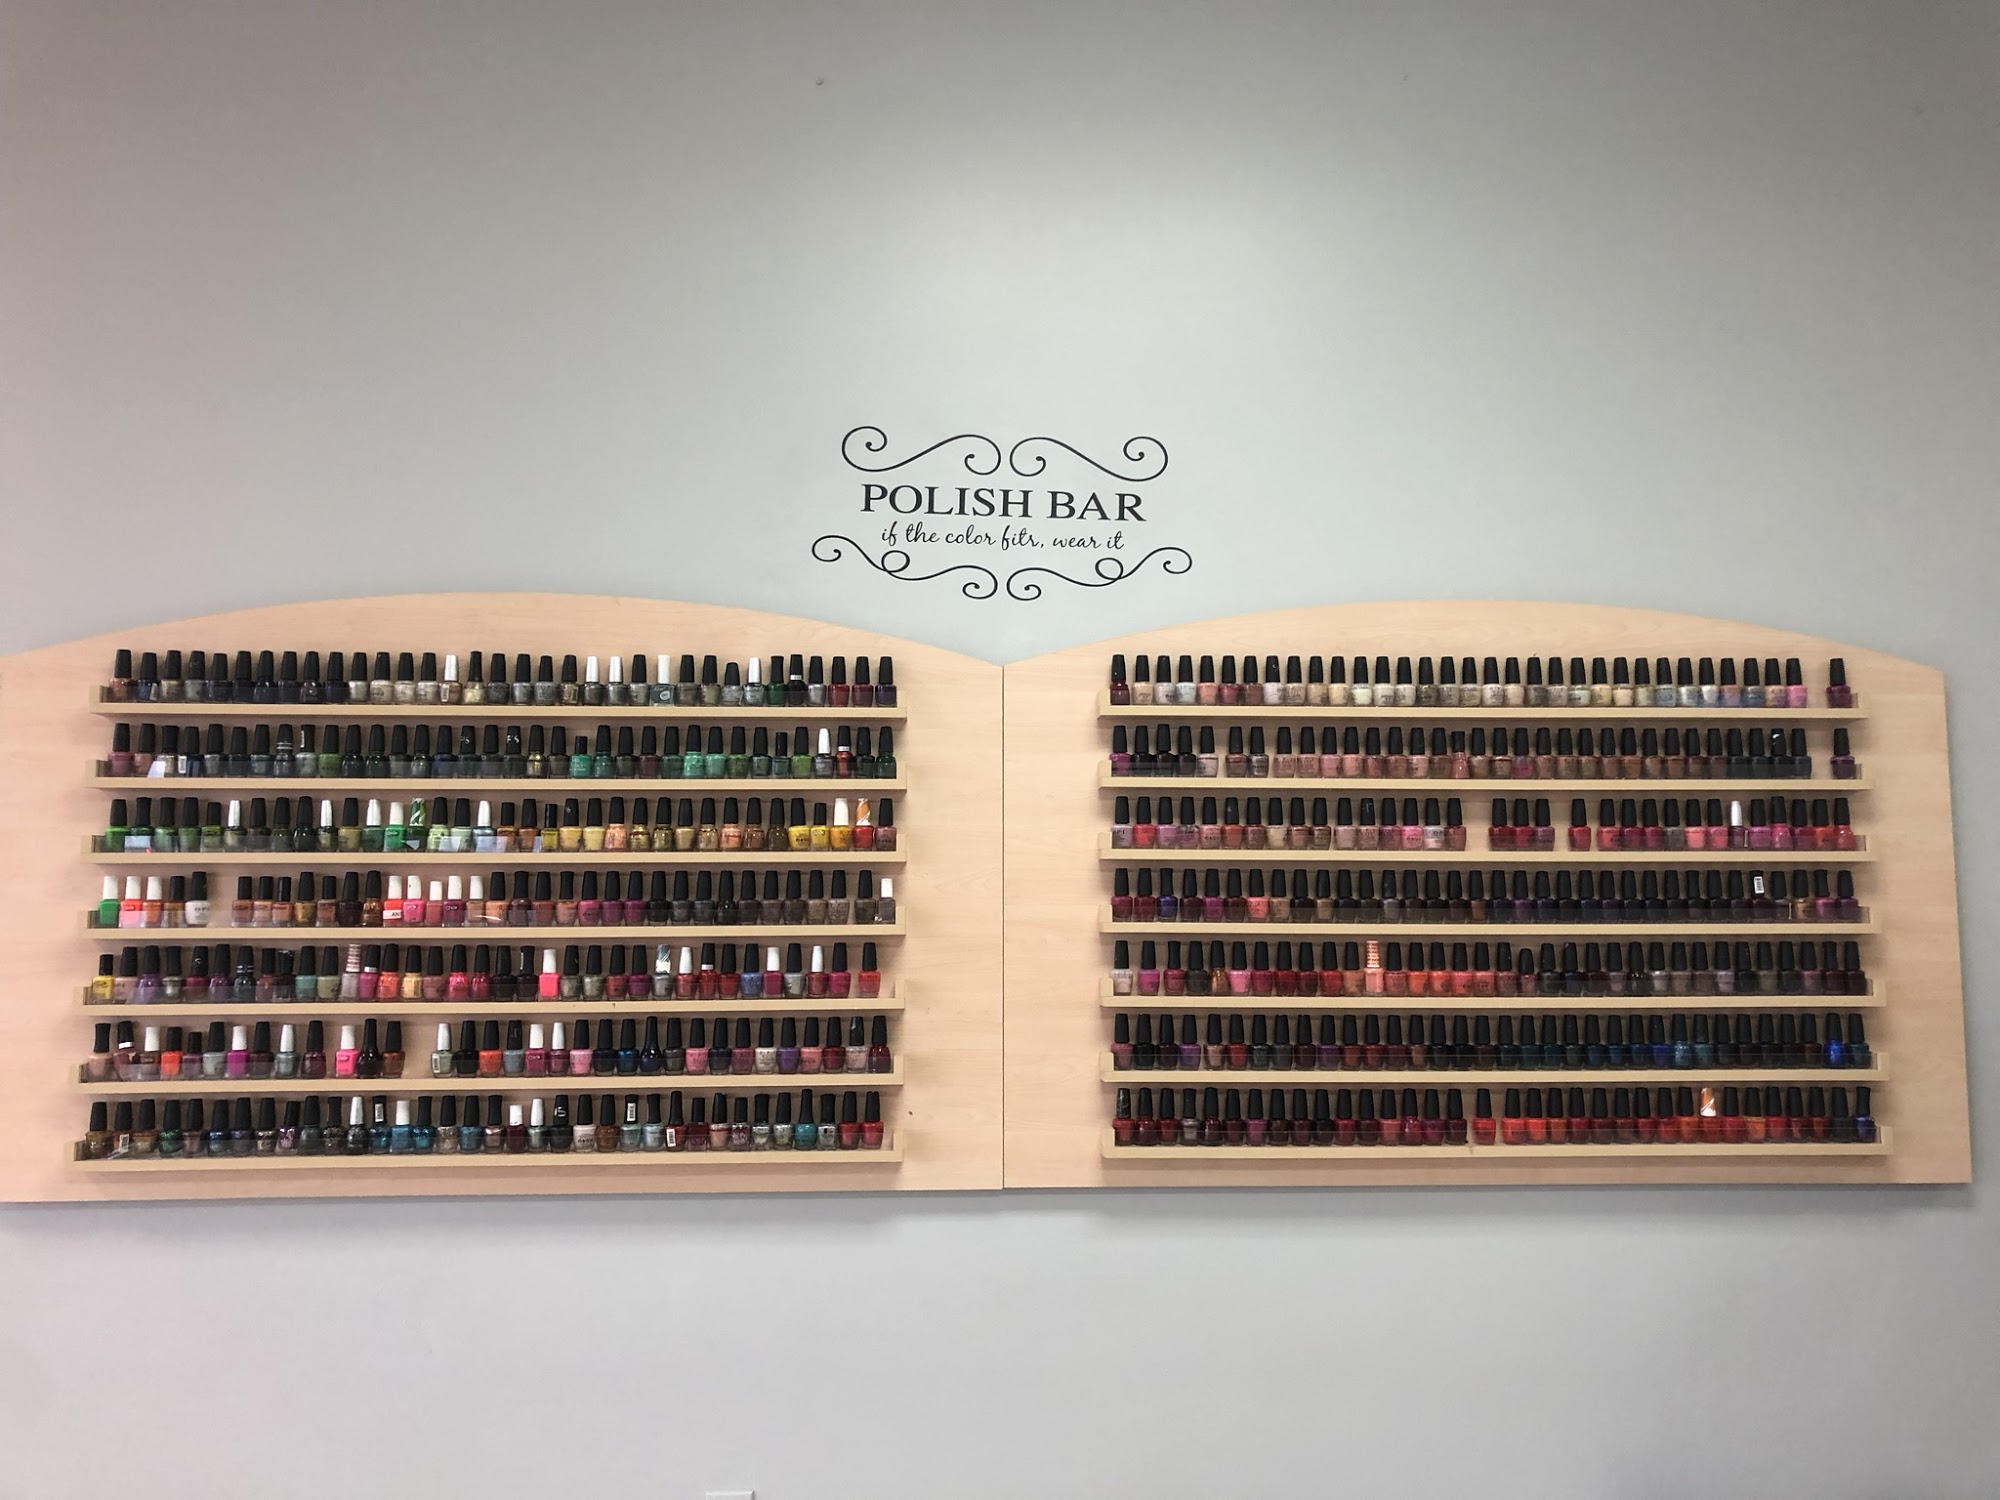 POLISH BAR
if the color fits, wear it